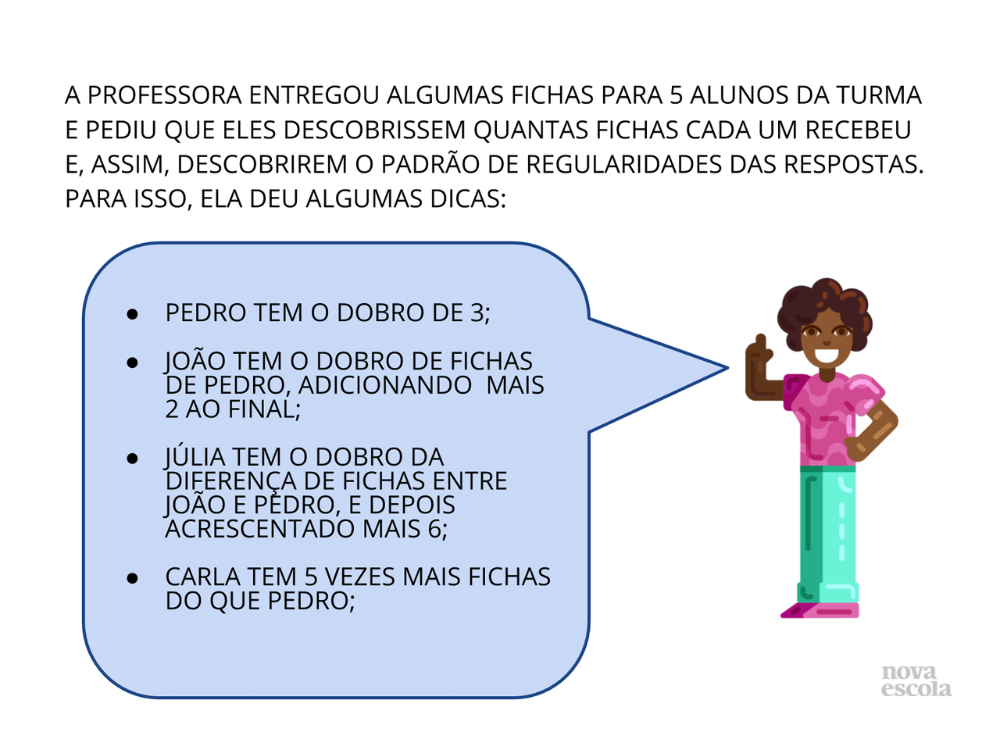 A PROFESSORA ENTREGOU ALGUMAS FICHAS PARA 5 ALUNOS DA TURMA
E PEDIU QUE ELES DESCOBRISSEM QUANTAS FICHAS CADA UM RECEBEU
E, ASSIM, DESCOBRIREM O PADRÃO DE REGULARIDADES DAS RESPOSTAS.
PARA ISSO, ELA DEU ALGUMAS DICAS:
● PEDRO TEM O DOBRO DE 3;
● JOÃO TEM O DOBRO DE FICHAS
DE PEDRO, ADICIONANDO MAIS
2 AO FINAL;
● JÚLIA TEM O DOBRO DA
DIFERENÇA DE FICHAS ENTRE
JOÃO E PEDRO, E DEPOIS
ACRESCENTADO MAIS 6;
● CARLA TEM 5 VEZES MAIS FICHAS
DO QUE PEDRO;
nova
escola